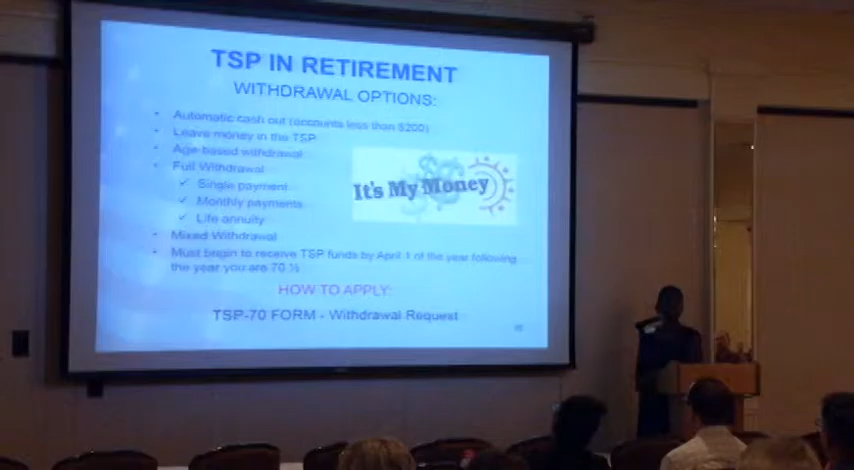 TSP IN RETIREMENT
WITHDRAWAL OPTIONS:
• Automatic cash out (accounts less than $200)
• Leave money in the TSP
• Age-based withdrawal
• Full Withdrawal
✓ Single payment
✓ Monthly payments
✓ Life annuity
It's My Money
• Mixed Withdrawal
• Must begin to receive TSP funds by April 1 of the year following
the year you are 70 ½
HOW TO APPLY:
TSP-70 FORM - Withdrawal Request